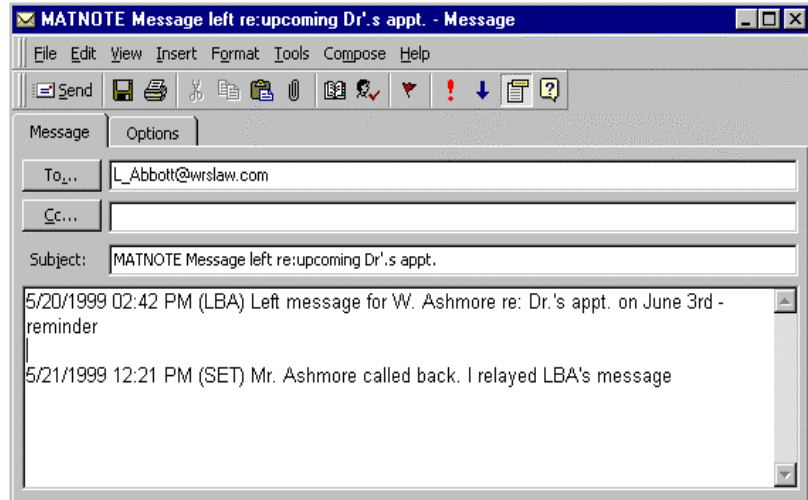 MATNOTE Message left re:upcoming Dr'.s appt. - Message
File Edit View Insert Format Tools Compose Help
Send
Message Options
To... L_Abbott@wrslaw.com
Cc...
Subject: MATNOTE Message left re:upcoming Dr'.s appt.
5/20/1999 02:42 PM (LBA) Left message for W. Ashmore re: Dr.'s appt. on June 3rd -
reminder
5/21/1999 12:21 PM (SET) Mr. Ashmore called back. I relayed LBA's message